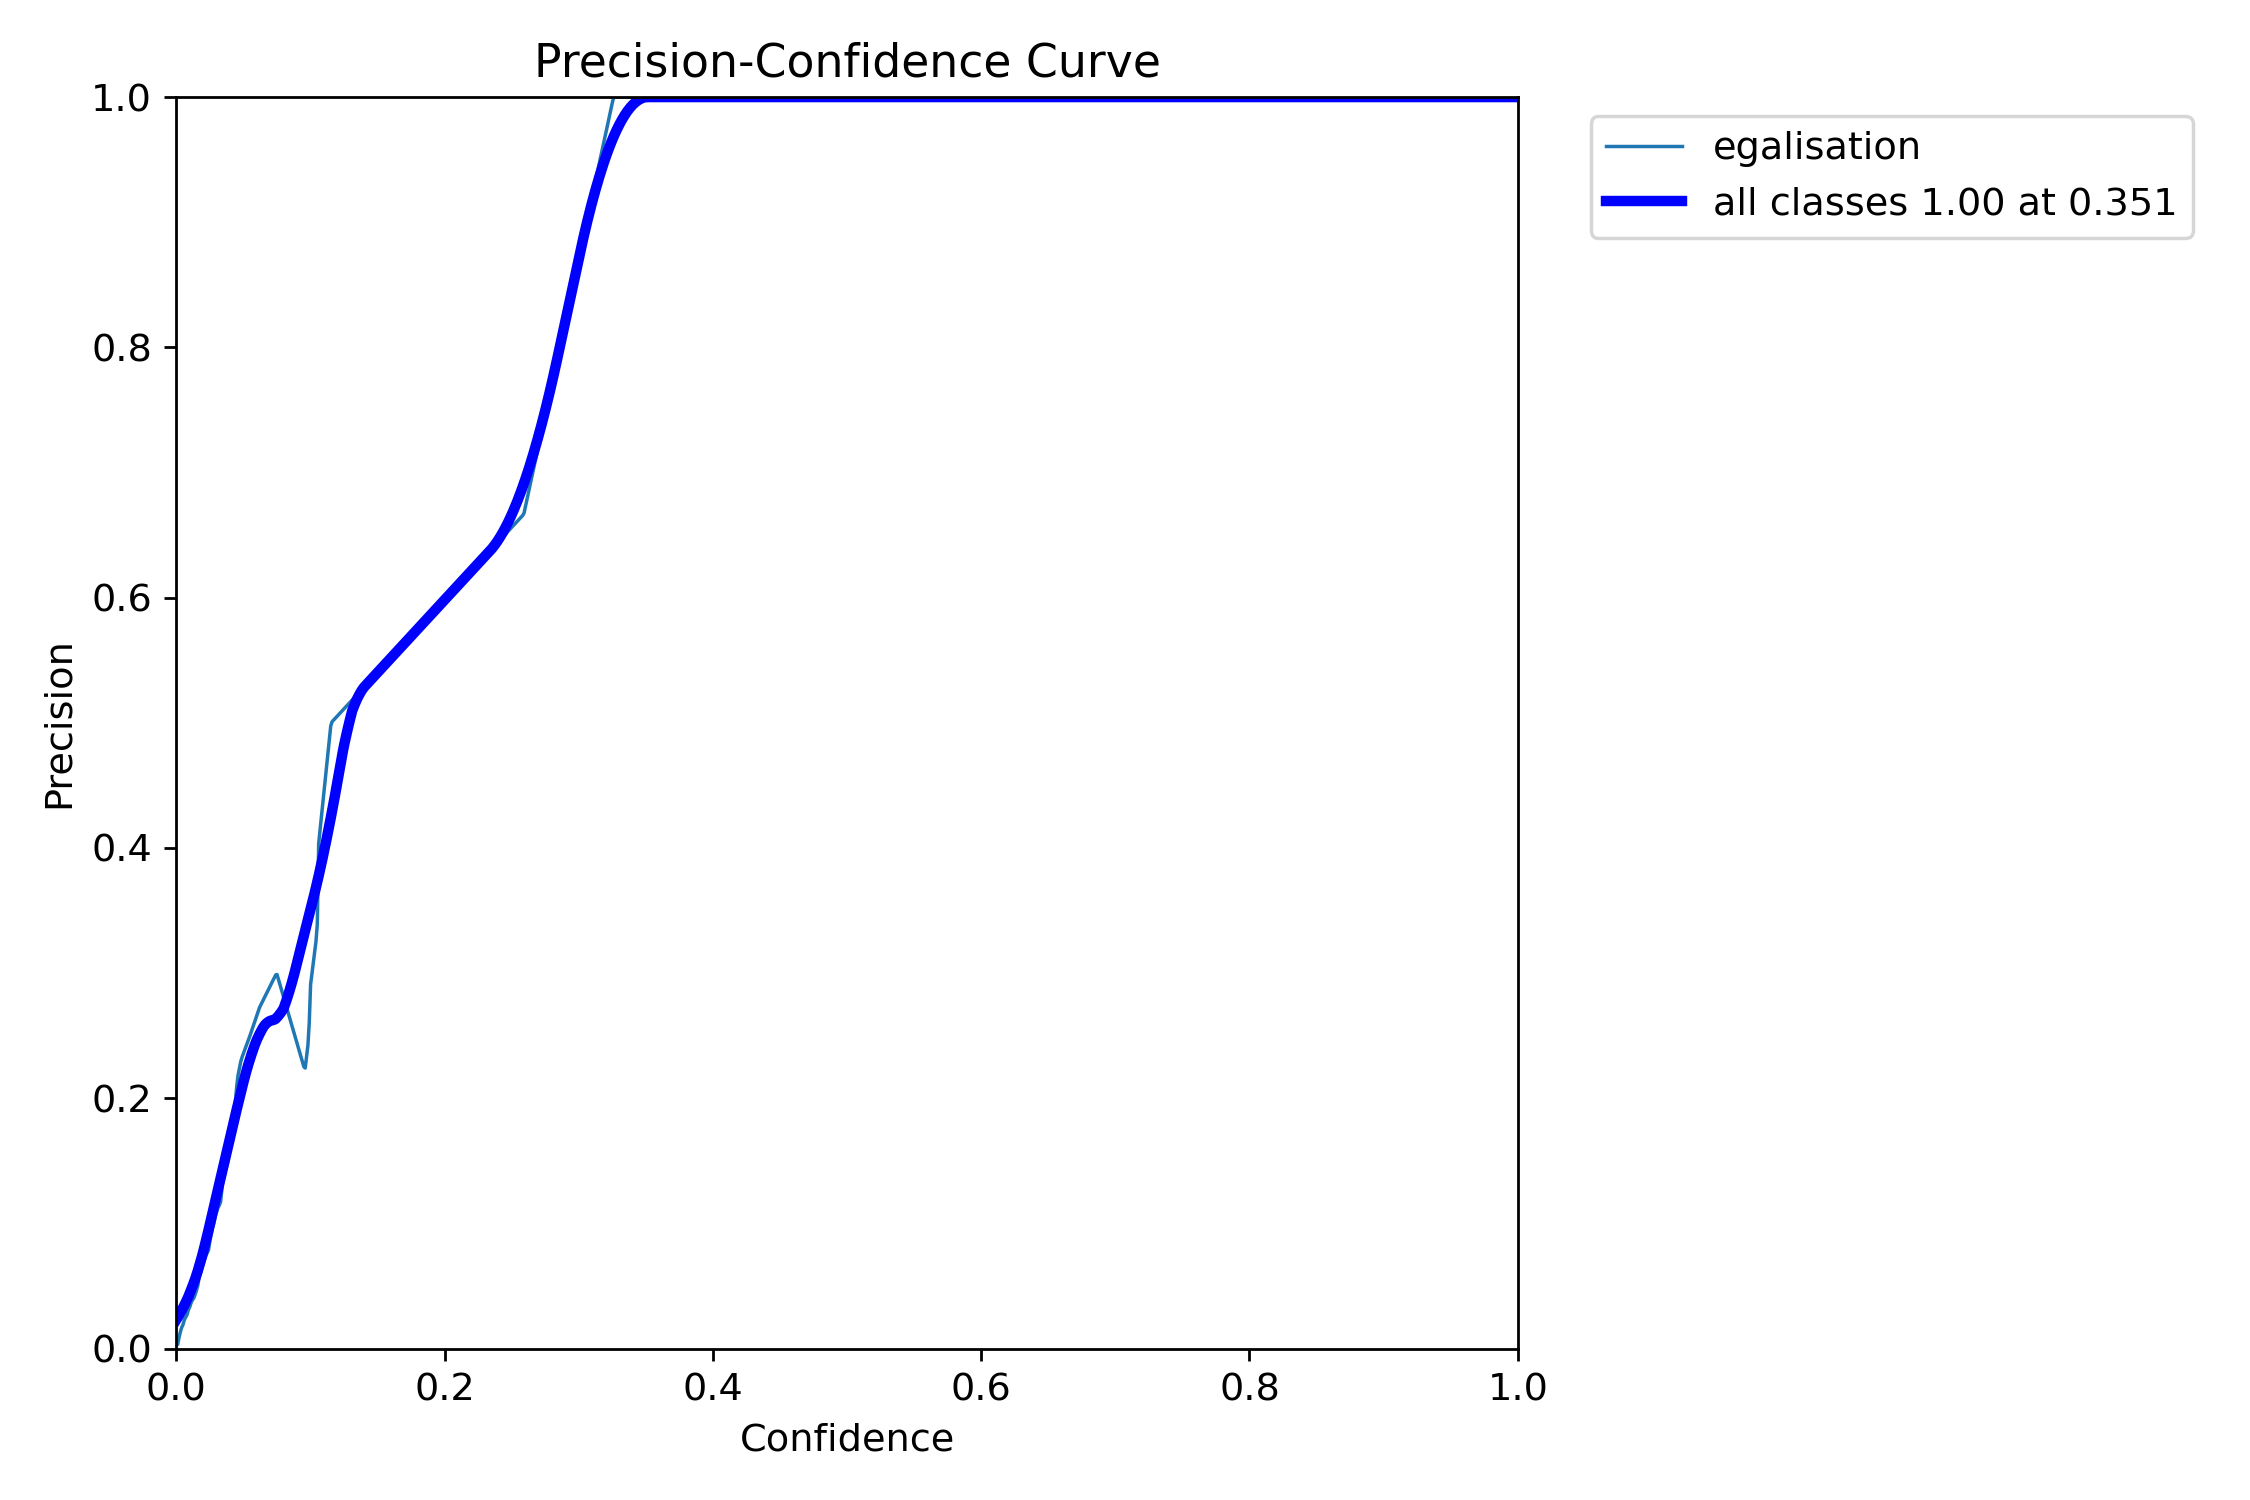 Precision-Confidence Curve
1.0
0.8
0.6
0.4
0.2
0.0
Precision
0.0 0.2 0.4 0.6 0.8 1.0
Confidence
egalisation
all classes 1.00 at 0.351